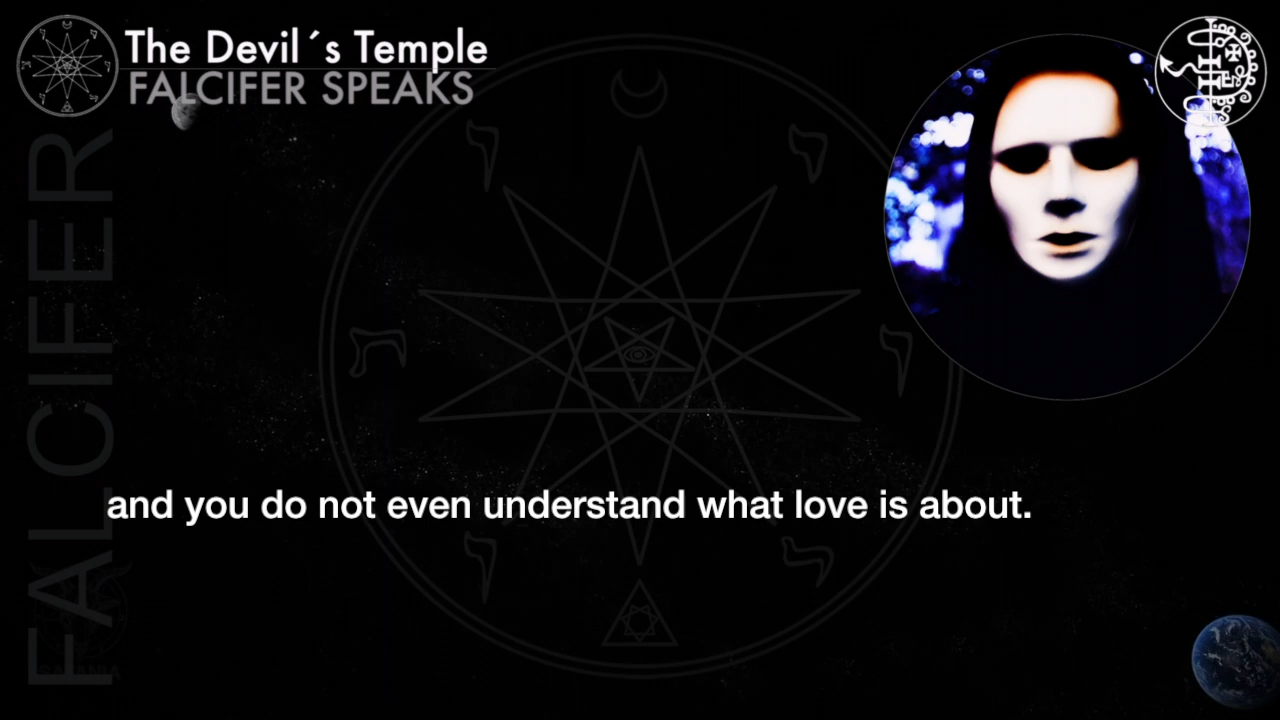 The Devil´s Temple
FALCIFER SPEAKS
FALCIFER
and you do not even understand what love is about.